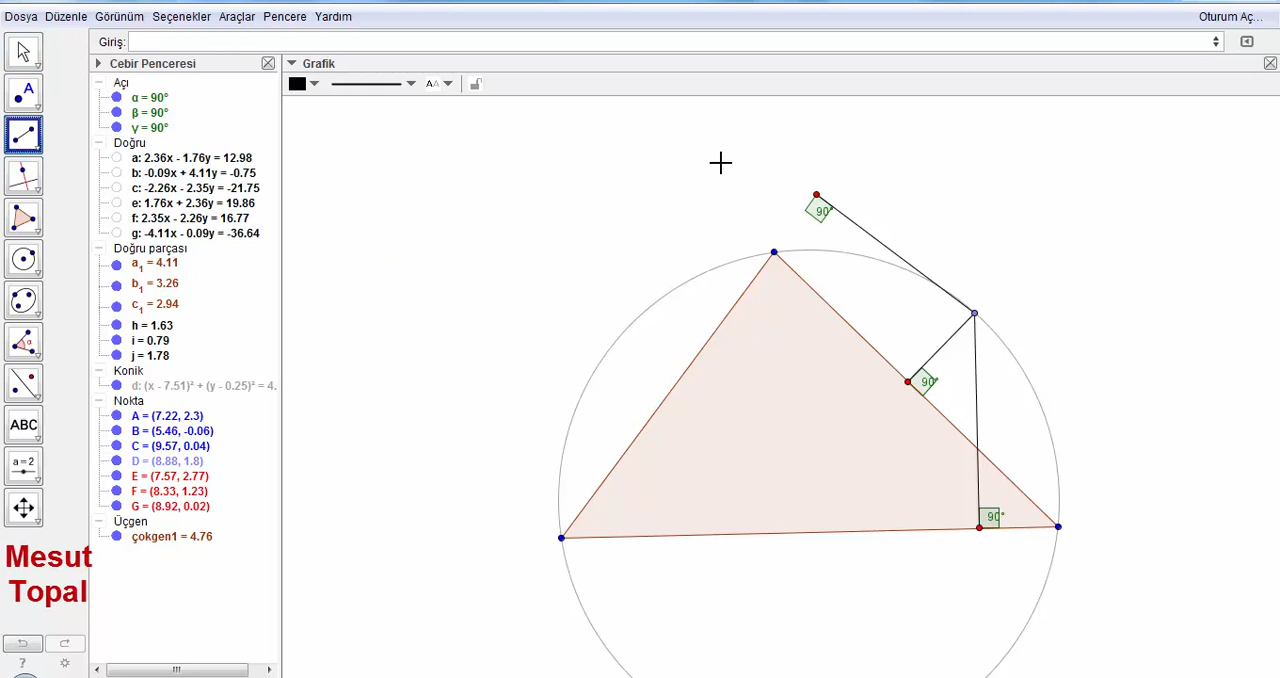 Dosya Düzenle Görünüm Seçenekler Araçlar Pencere Yardım Oturum Aç...
Giriş:
Cebir Penceresi
Grafik
AA
Açı
α = 90°
β = 90°
γ = 90°
Doğru
a: 2.36x - 1.76y = 12.98
b: -0.09x + 4.11y = -0.75
c: -2.26x - 2.35y = -21.75
e: 1.76x + 2.36y = 19.86
f: 2.35x - 2.26y = 16.77
g: -4.11x - 0.09y = -36.64
Doğru parçası
a₁ = 4.11
b₁ = 3.26
c₁ = 2.94
h = 1.63
i = 0.79
j = 1.78
Konik
d: (x - 7.51)² + (y - 0.25)² = 4.
Nokta
A = (7.22, 2.3)
B = (5.46, -0.06)
C = (9.57, 0.04)
D = (8.88, 1.8)
E = (7.57, 2.77)
F = (8.33, 1.23)
G = (8.92, 0.02)
Üçgen
çokgen1 = 4.76
A
α
ABC
a = 2
Mesut
Topal
?
90°
90°
90°